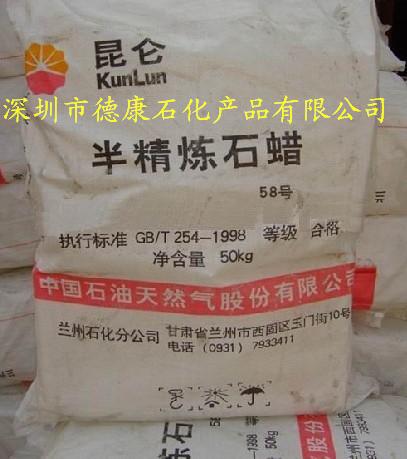 昆仑
KunLun
深圳市德康石化产品有限公司
半精炼石蜡
58号
执行标准 GB/T 254-1998 等级 合格
净含量 50kg
中国石油天然气股份有限公司
兰州石化分公司 甘肃省兰州市西固区玉门街10号
电话 (0931) 7933411